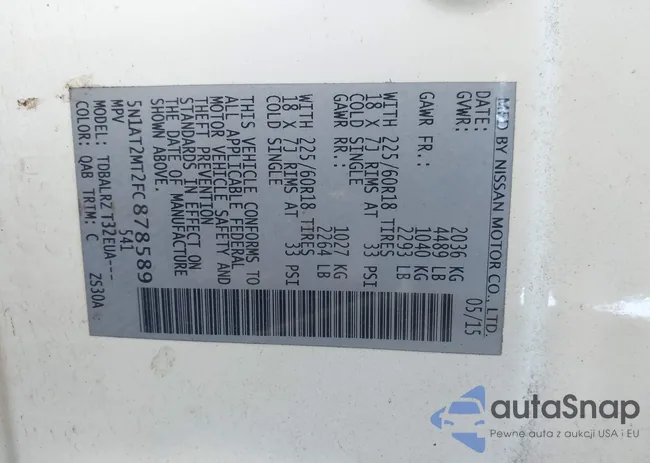 MFD BY NISSAN MOTOR CO., LTD.
DATE: 05/15
GVWR: 2036 KG
4489 LB
GAWR FR.: 1040 KG
2293 LB
WITH 225/60R18 TIRES
18 X 7J RIMS AT 33 PSI
COLD SINGLE
GAWR RR.: 1027 KG
2264 LB
WITH 225/60R18 TIRES
18 X 7J RIMS AT 33 PSI
COLD SINGLE
THIS VEHICLE CONFORMS TO
ALL APPLICABLE FEDERAL
MOTOR VEHICLE SAFETY AND
THEFT PREVENTION
STANDARDS IN EFFECT ON
THE DATE OF MANUFACTURE
SHOWN ABOVE.
5N1AT2MT2FC878589
MPV 541
MODEL: TDBALRZ T32EUA---
COLOR: QAB TRIM: C ZS30A
autaSnap
Pewne auta z aukcji USA i EU